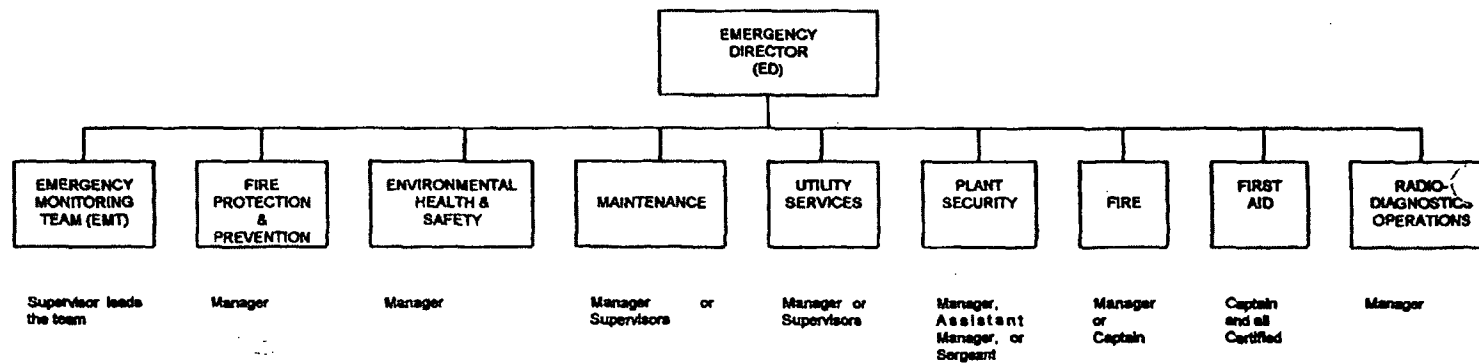 EMERGENCY
DIRECTOR
(ED)
EMERGENCY
MONITORING
TEAM (EMT)
FIRE
PROTECTION
&
PREVENTION
ENVIRONMENTAL
HEALTH &
SAFETY
MAINTENANCE
UTILITY
SERVICES
PLANT
SECURITY
FIRE
FIRST
AID
RADIO-
DIAGNOSTICS
OPERATIONS
Supervisor leads
the team
Manager
Manager
Manager or
Supervisors
Manager or
Supervisors
Manager,
Assistant
Manager, or
Sergeant
Manager
or
Captain
Captain
and all
Certified
Manager